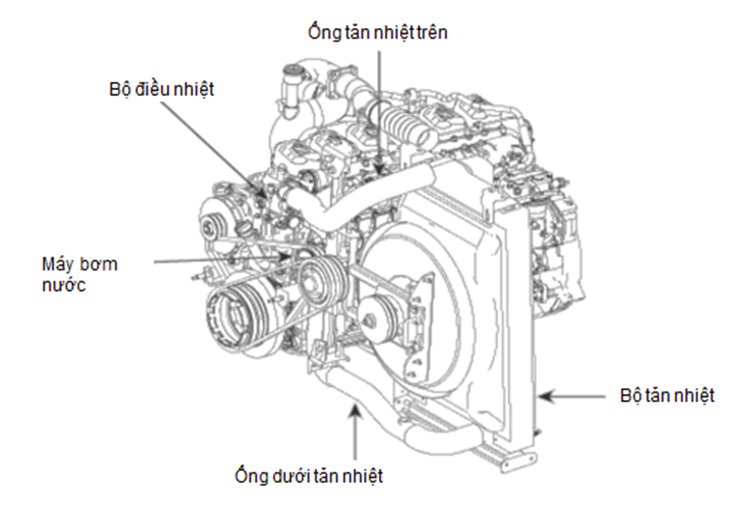 Ống tản nhiệt trên
Bộ điều nhiệt
Máy bơm
nước
Bộ tản nhiệt
Ống dưới tản nhiệt